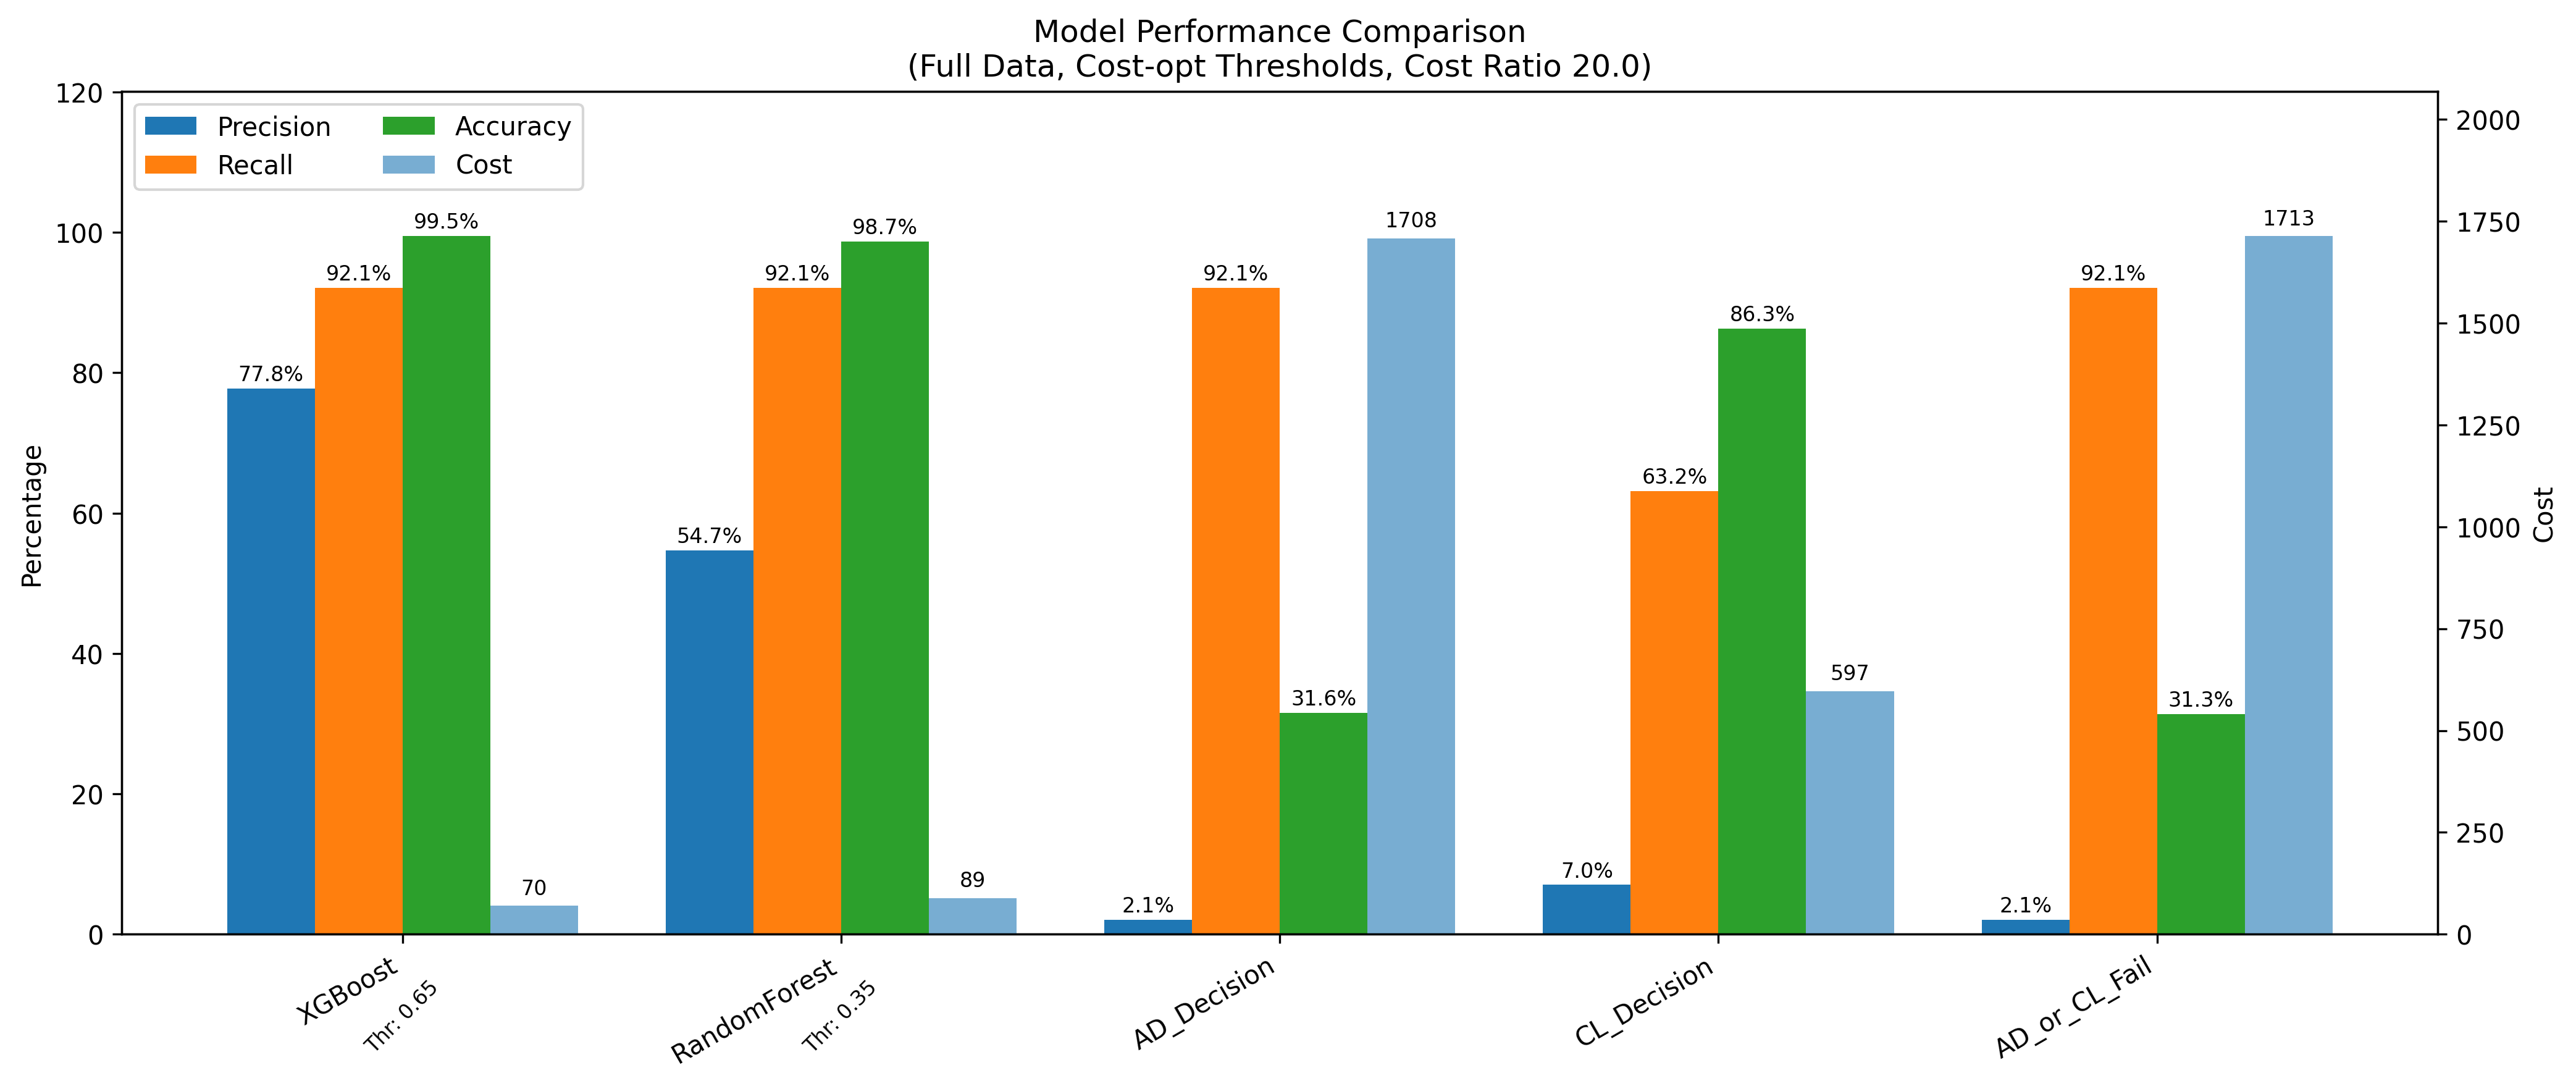 Model Performance Comparison
(Full Data, Cost-opt Thresholds, Cost Ratio 20.0)
Precision
Recall
Accuracy
Cost
Percentage
120
100
80
60
40
20
0
Cost
2000
1750
1500
1250
1000
750
500
250
0
77.8%
92.1%
99.5%
70
54.7%
92.1%
98.7%
89
2.1%
92.1%
31.6%
1708
7.0%
63.2%
86.3%
597
2.1%
92.1%
31.3%
1713
XGBoost
Thr: 0.65
RandomForest
Thr: 0.35
AD_Decision
CL_Decision
AD_or_CL_Fail